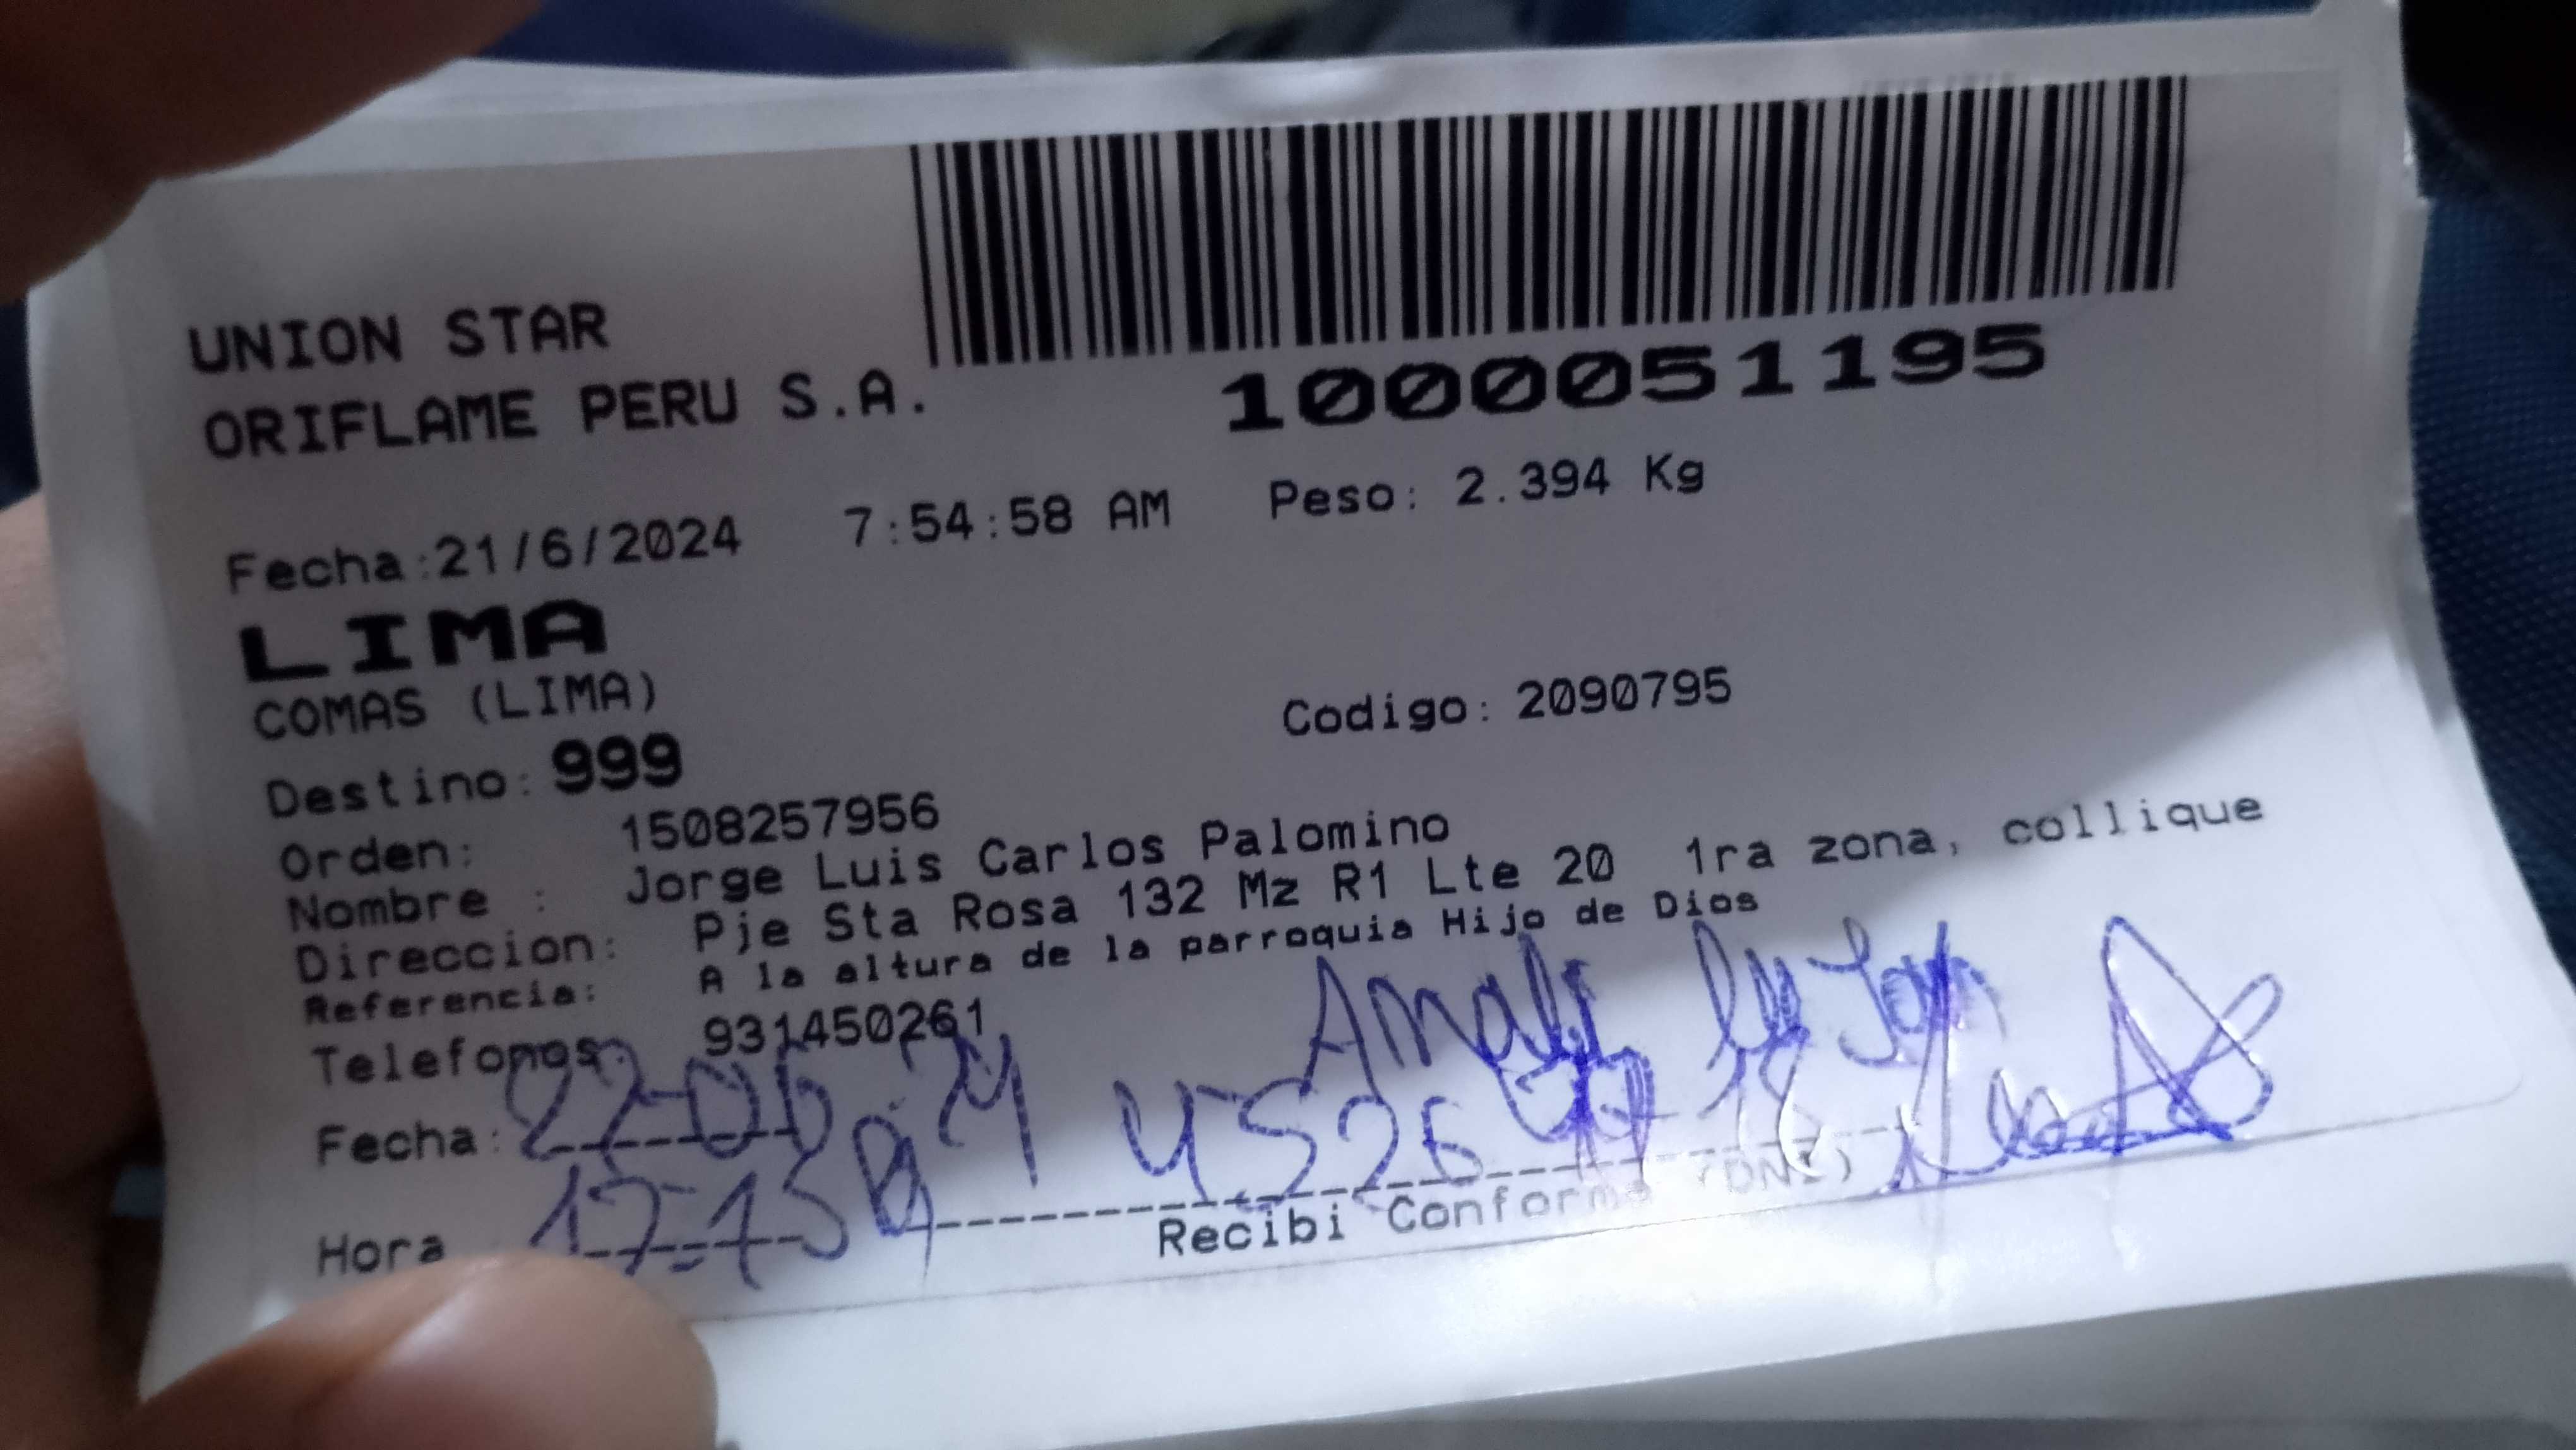 UNION STAR
ORIFLAME PERU S.A.
1000051195
Fecha:21/6/2024 7:54:58 AM Peso: 2.394 Kg
LIMA
COMAS (LIMA)
Codigo: 2090795
Destino: 999
Orden: 1508257956
Nombre : Jorge Luis Carlos Palomino
Direccion: Pje Sta Rosa 132 Mz R1 Lte 20 1ra zona, collique
Referencia: A la altura de la parroquia Hijo de Dios
Telefonos: 931450261
Fecha: 22-06-24
Hora
Recibi Conforme (DNI)